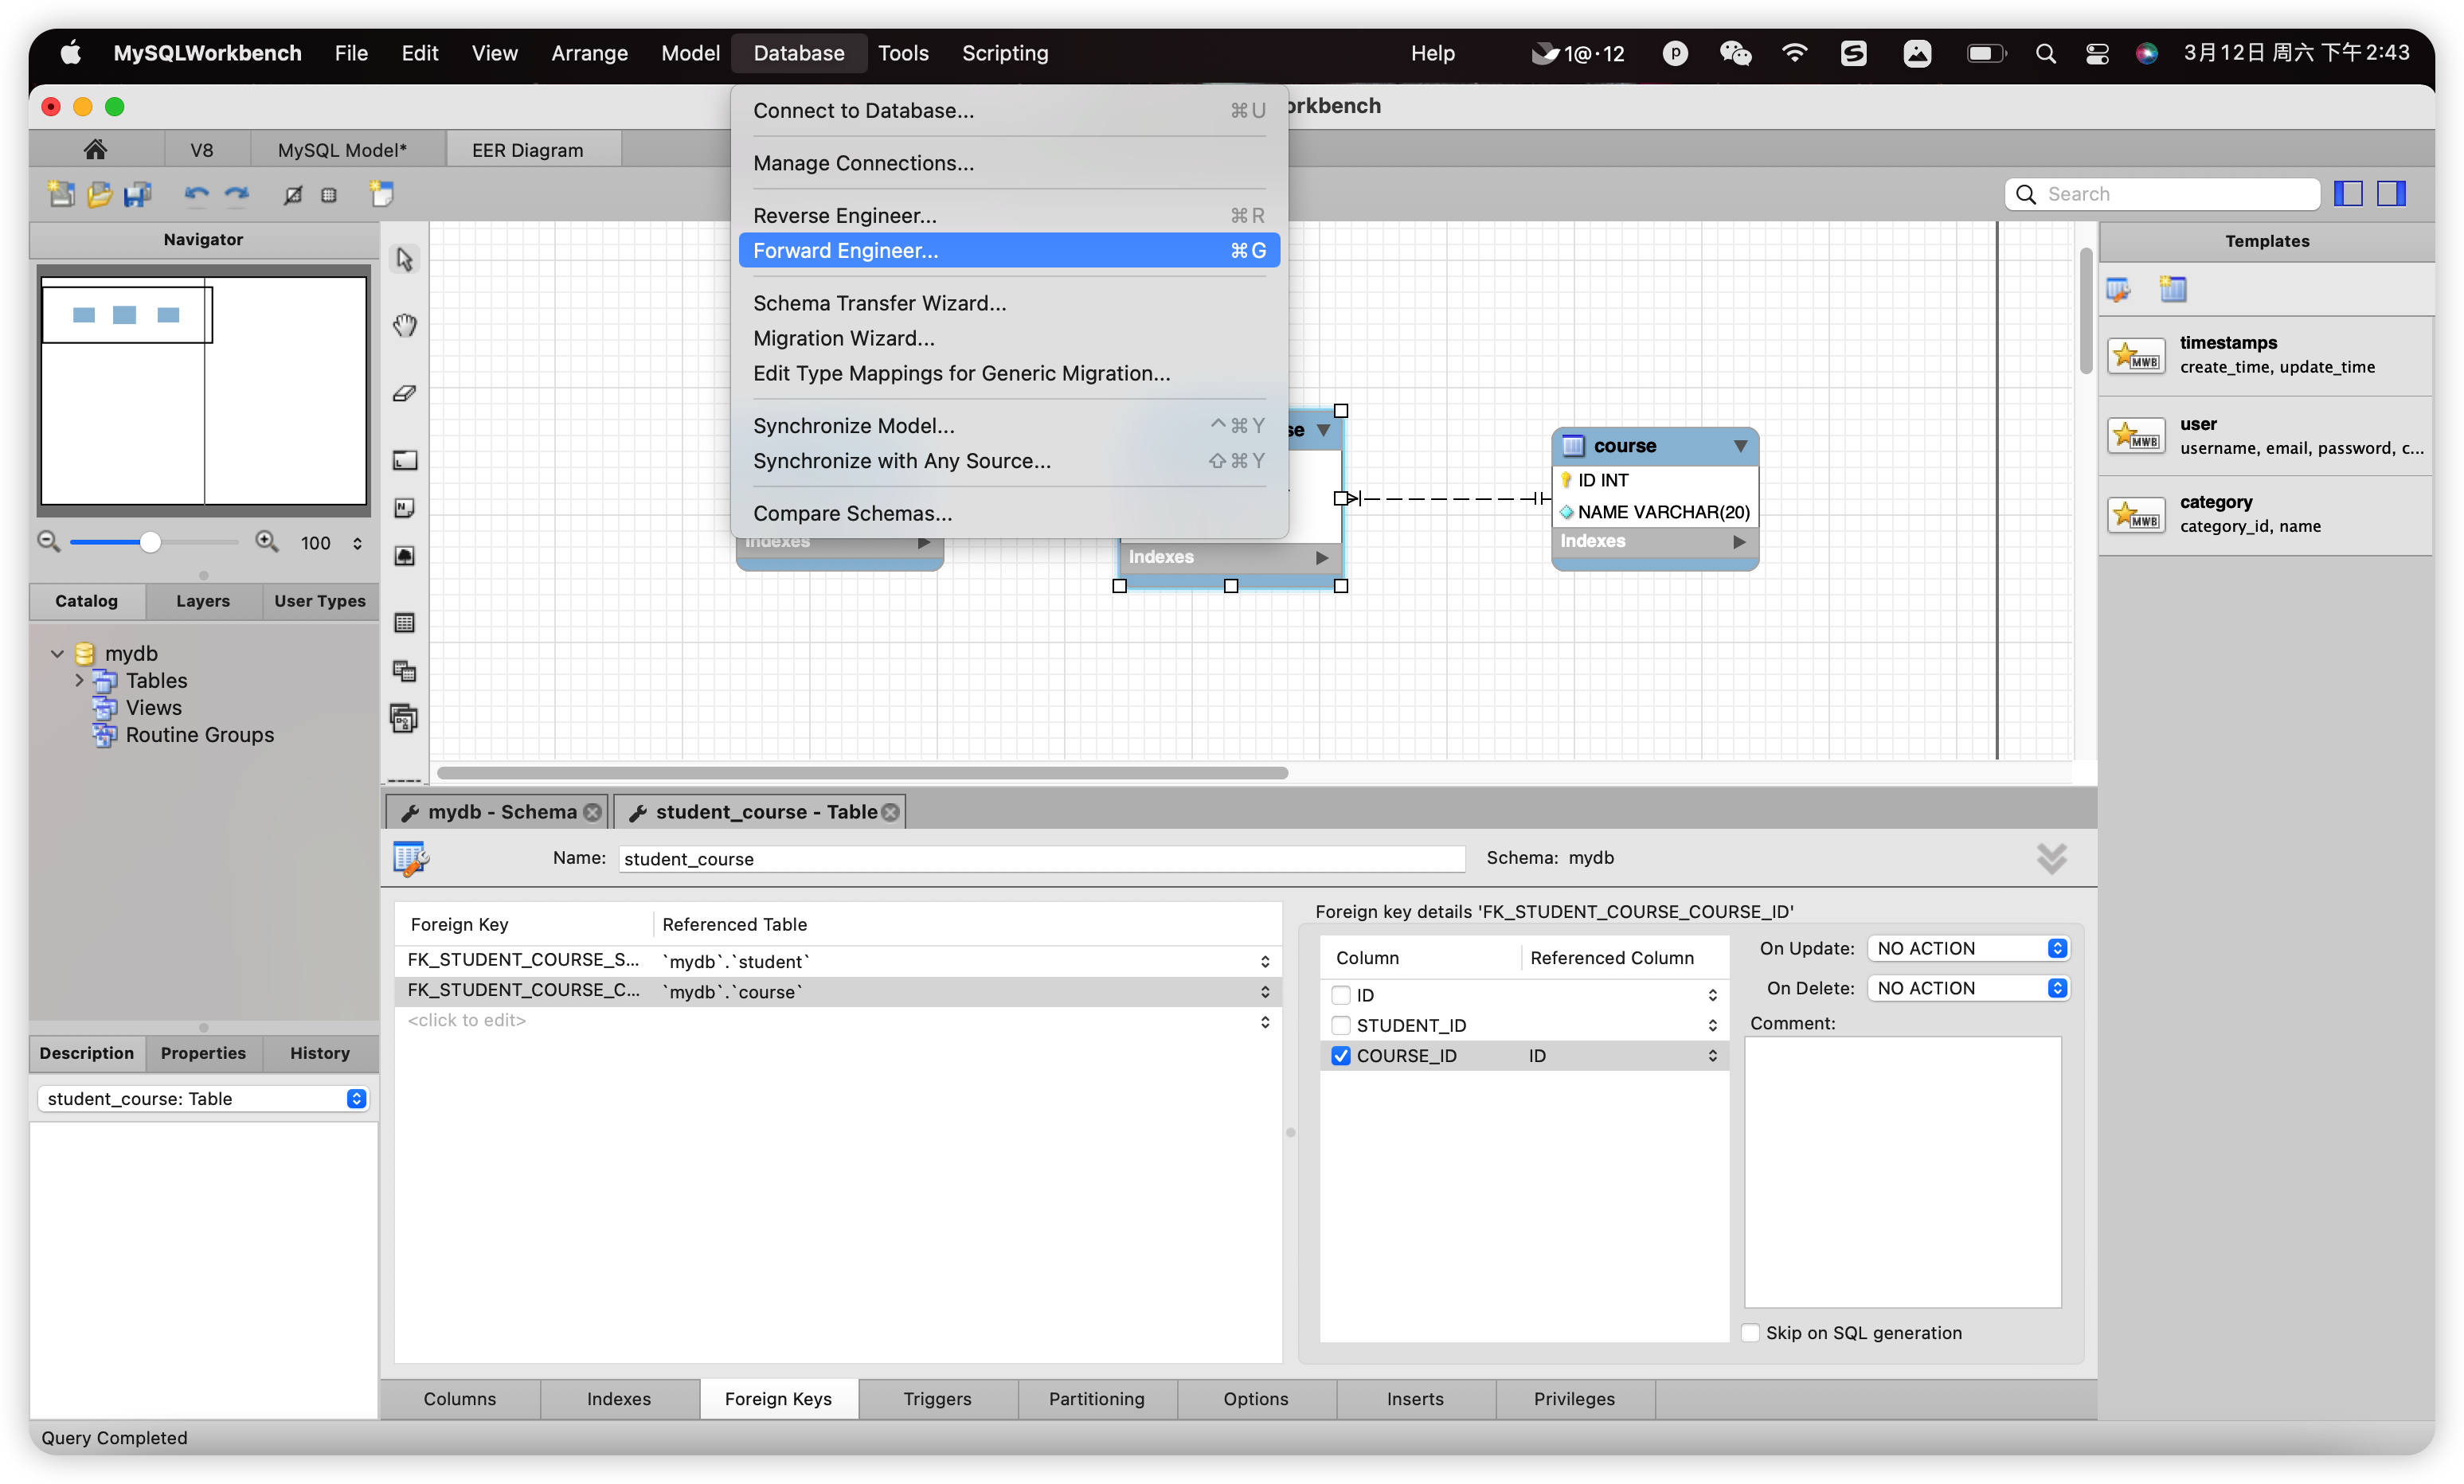 MySQLWorkbench File Edit View Arrange Model Database Tools Scripting Help 1@·12 3月12日 周六 下午2:43
V8 MySQL Model* EER Diagram
Search
Connect to Database... ⌘U
Manage Connections...
Reverse Engineer... ⌘R
Forward Engineer... ⌘G
Schema Transfer Wizard...
Migration Wizard...
Edit Type Mappings for Generic Migration...
Synchronize Model... ^⌘Y
Synchronize with Any Source... ⇧⌘Y
Compare Schemas...
Navigator
100
Catalog Layers User Types
mydb
Tables
Views
Routine Groups
Description Properties History
student_course: Table
Indexes
Indexes
course
ID INT
NAME VARCHAR(20)
Indexes
Templates
timestamps
create_time, update_time
user
username, email, password, c...
category
category_id, name
mydb - Schema student_course - Table
Name: student_course Schema: mydb
Foreign Key Referenced Table
FK_STUDENT_COURSE_S... `mydb`.`student`
FK_STUDENT_COURSE_C... `mydb`.`course`
<click to edit>
Foreign key details 'FK_STUDENT_COURSE_COURSE_ID'
Column Referenced Column
ID
STUDENT_ID
COURSE_ID ID
On Update: NO ACTION
On Delete: NO ACTION
Comment:
Skip on SQL generation
Columns Indexes Foreign Keys Triggers Partitioning Options Inserts Privileges
Query Completed